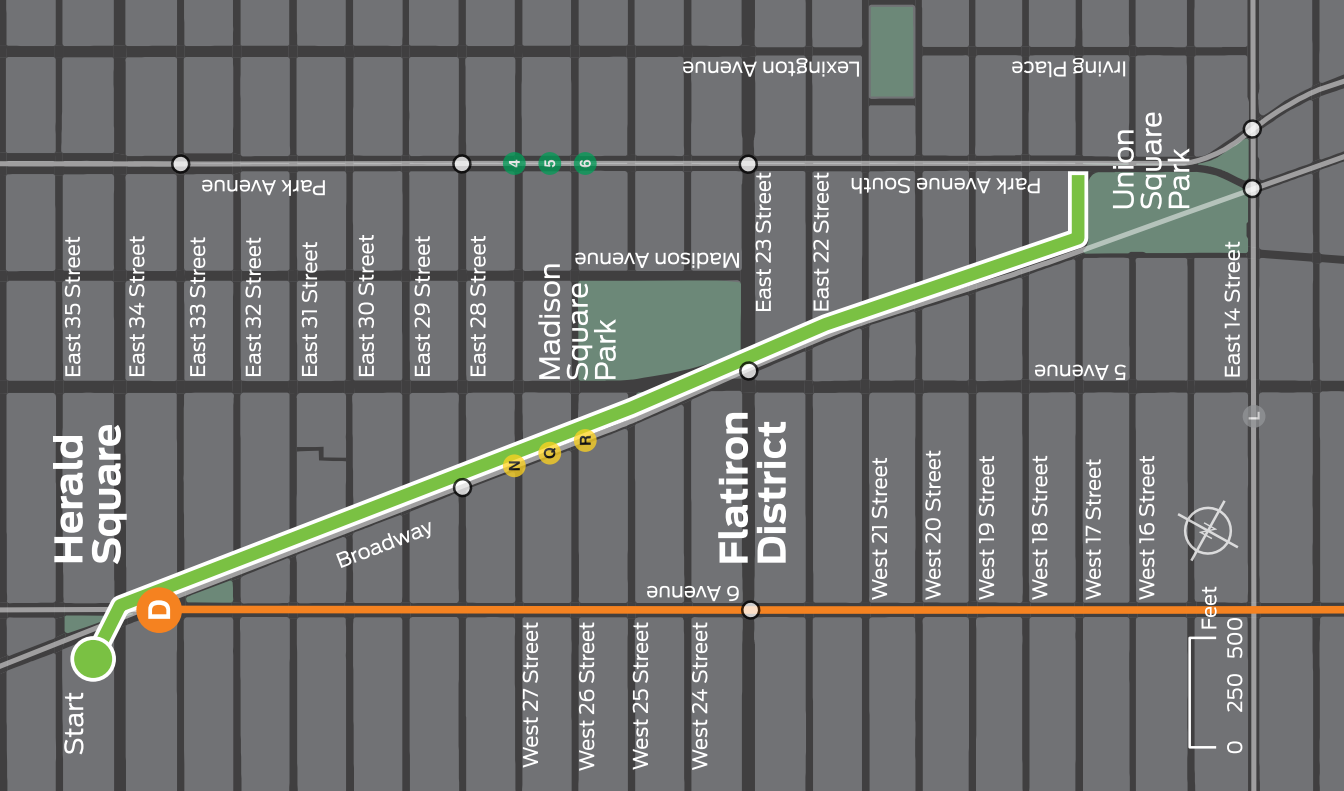 Start
Herald
Square
D
Broadway
N
Q
R
4
5
6
Lexington Avenue
Irving Place
Park Avenue
Park Avenue South
Madison Avenue
5 Avenue
6 Avenue
East 35 Street
East 34 Street
East 33 Street
East 32 Street
East 31 Street
East 30 Street
East 29 Street
East 28 Street
Madison
Square
Park
East 23 Street
East 22 Street
Union
Square
Park
East 14 Street
L
Flatiron
District
West 27 Street
West 26 Street
West 25 Street
West 24 Street
West 21 Street
West 20 Street
West 19 Street
West 18 Street
West 17 Street
West 16 Street
N
Feet
0 250 500